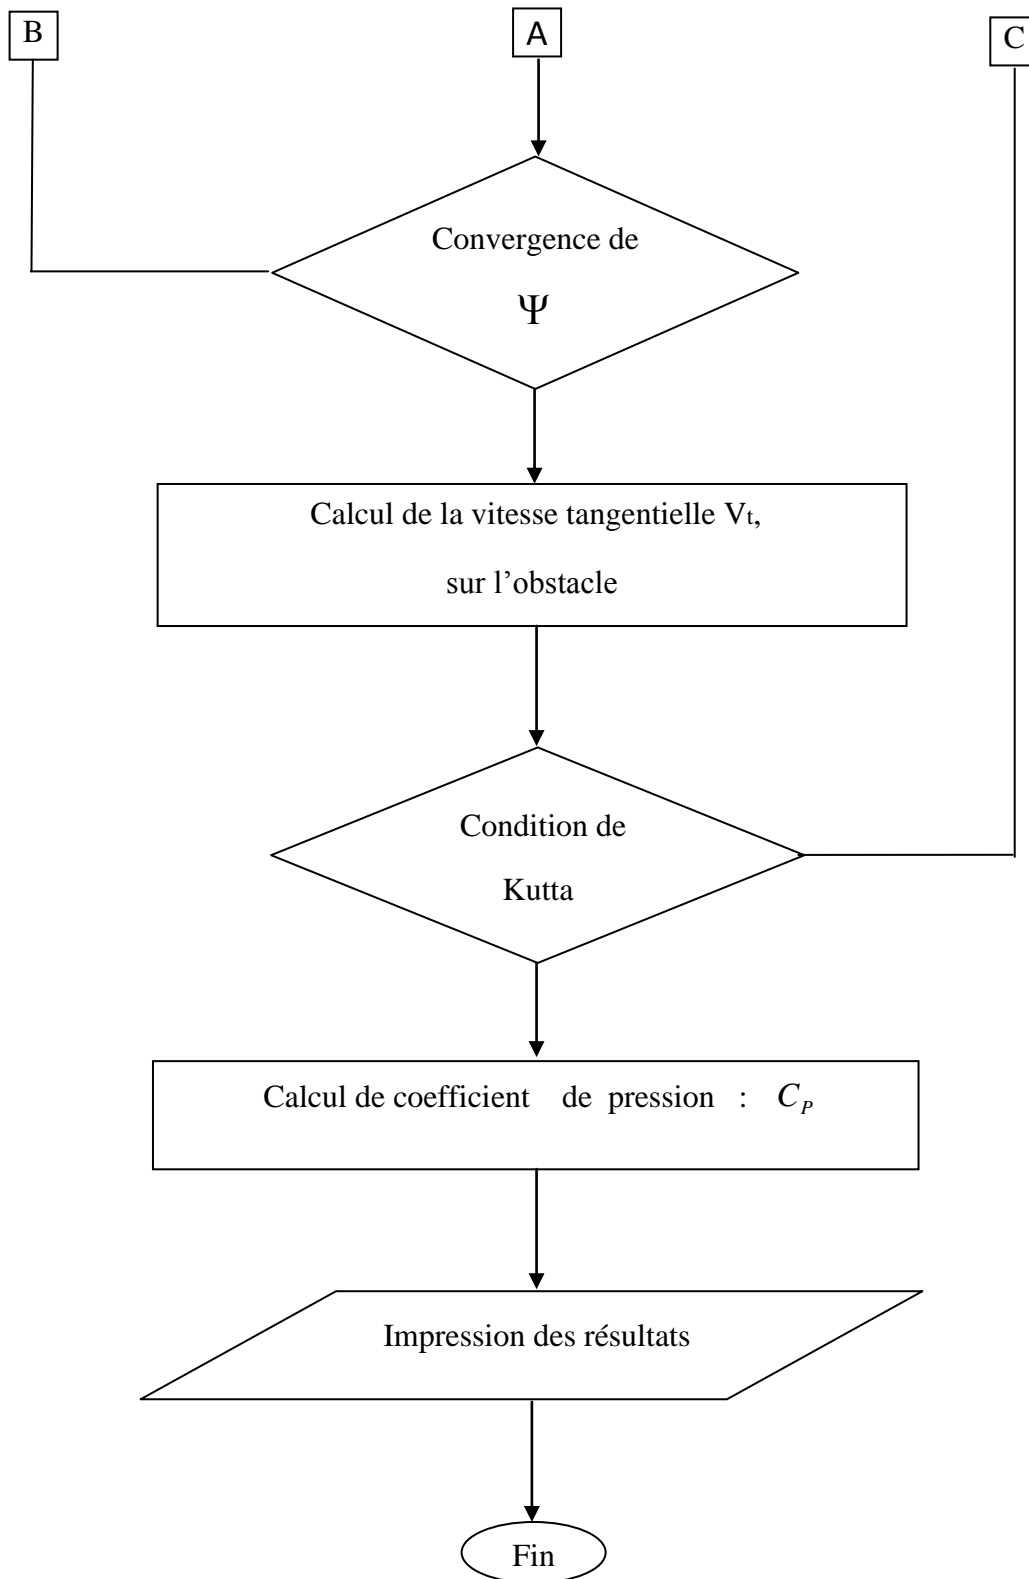 B
A
C
Convergence de
Ψ
Calcul de la vitesse tangentielle Vt,
sur l’obstacle
Condition de
Kutta
Calcul de coefficient de pression : CP
Impression des résultats
Fin